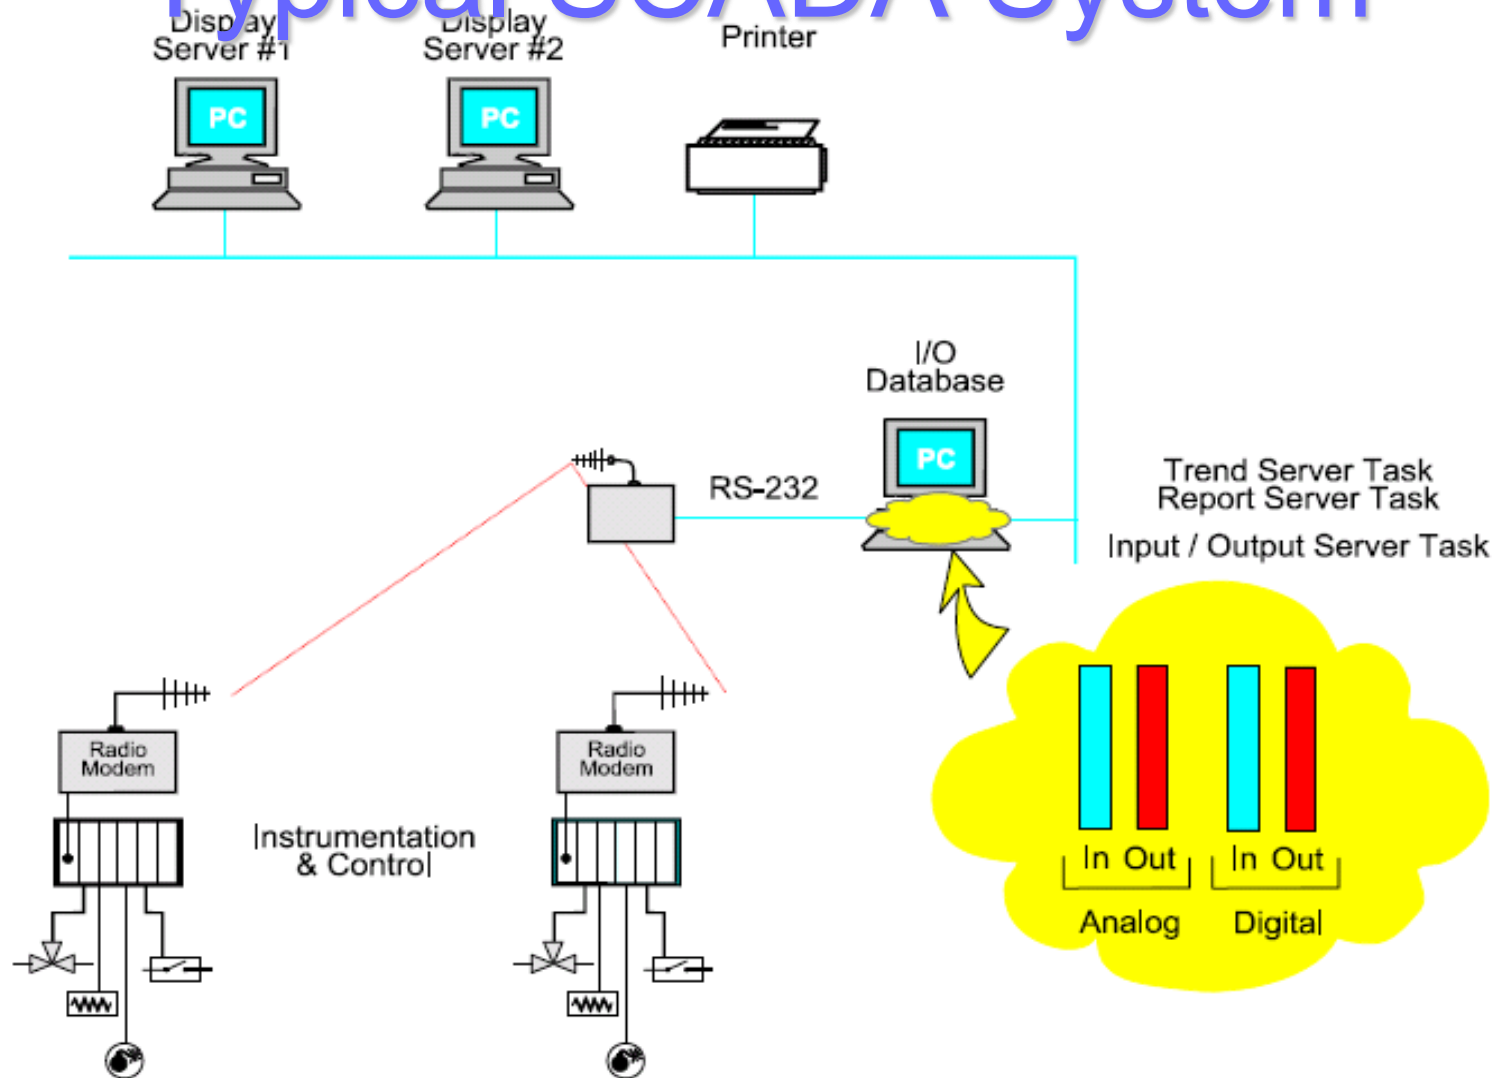 Typical SCADA System
Display
Server #1
Display
Server #2
Printer
PC
PC
I/O
Database
PC
RS-232
Trend Server Task
Report Server Task
Input / Output Server Task
Radio
Modem
Radio
Modem
Instrumentation
& Control
In Out
In Out
Analog
Digital